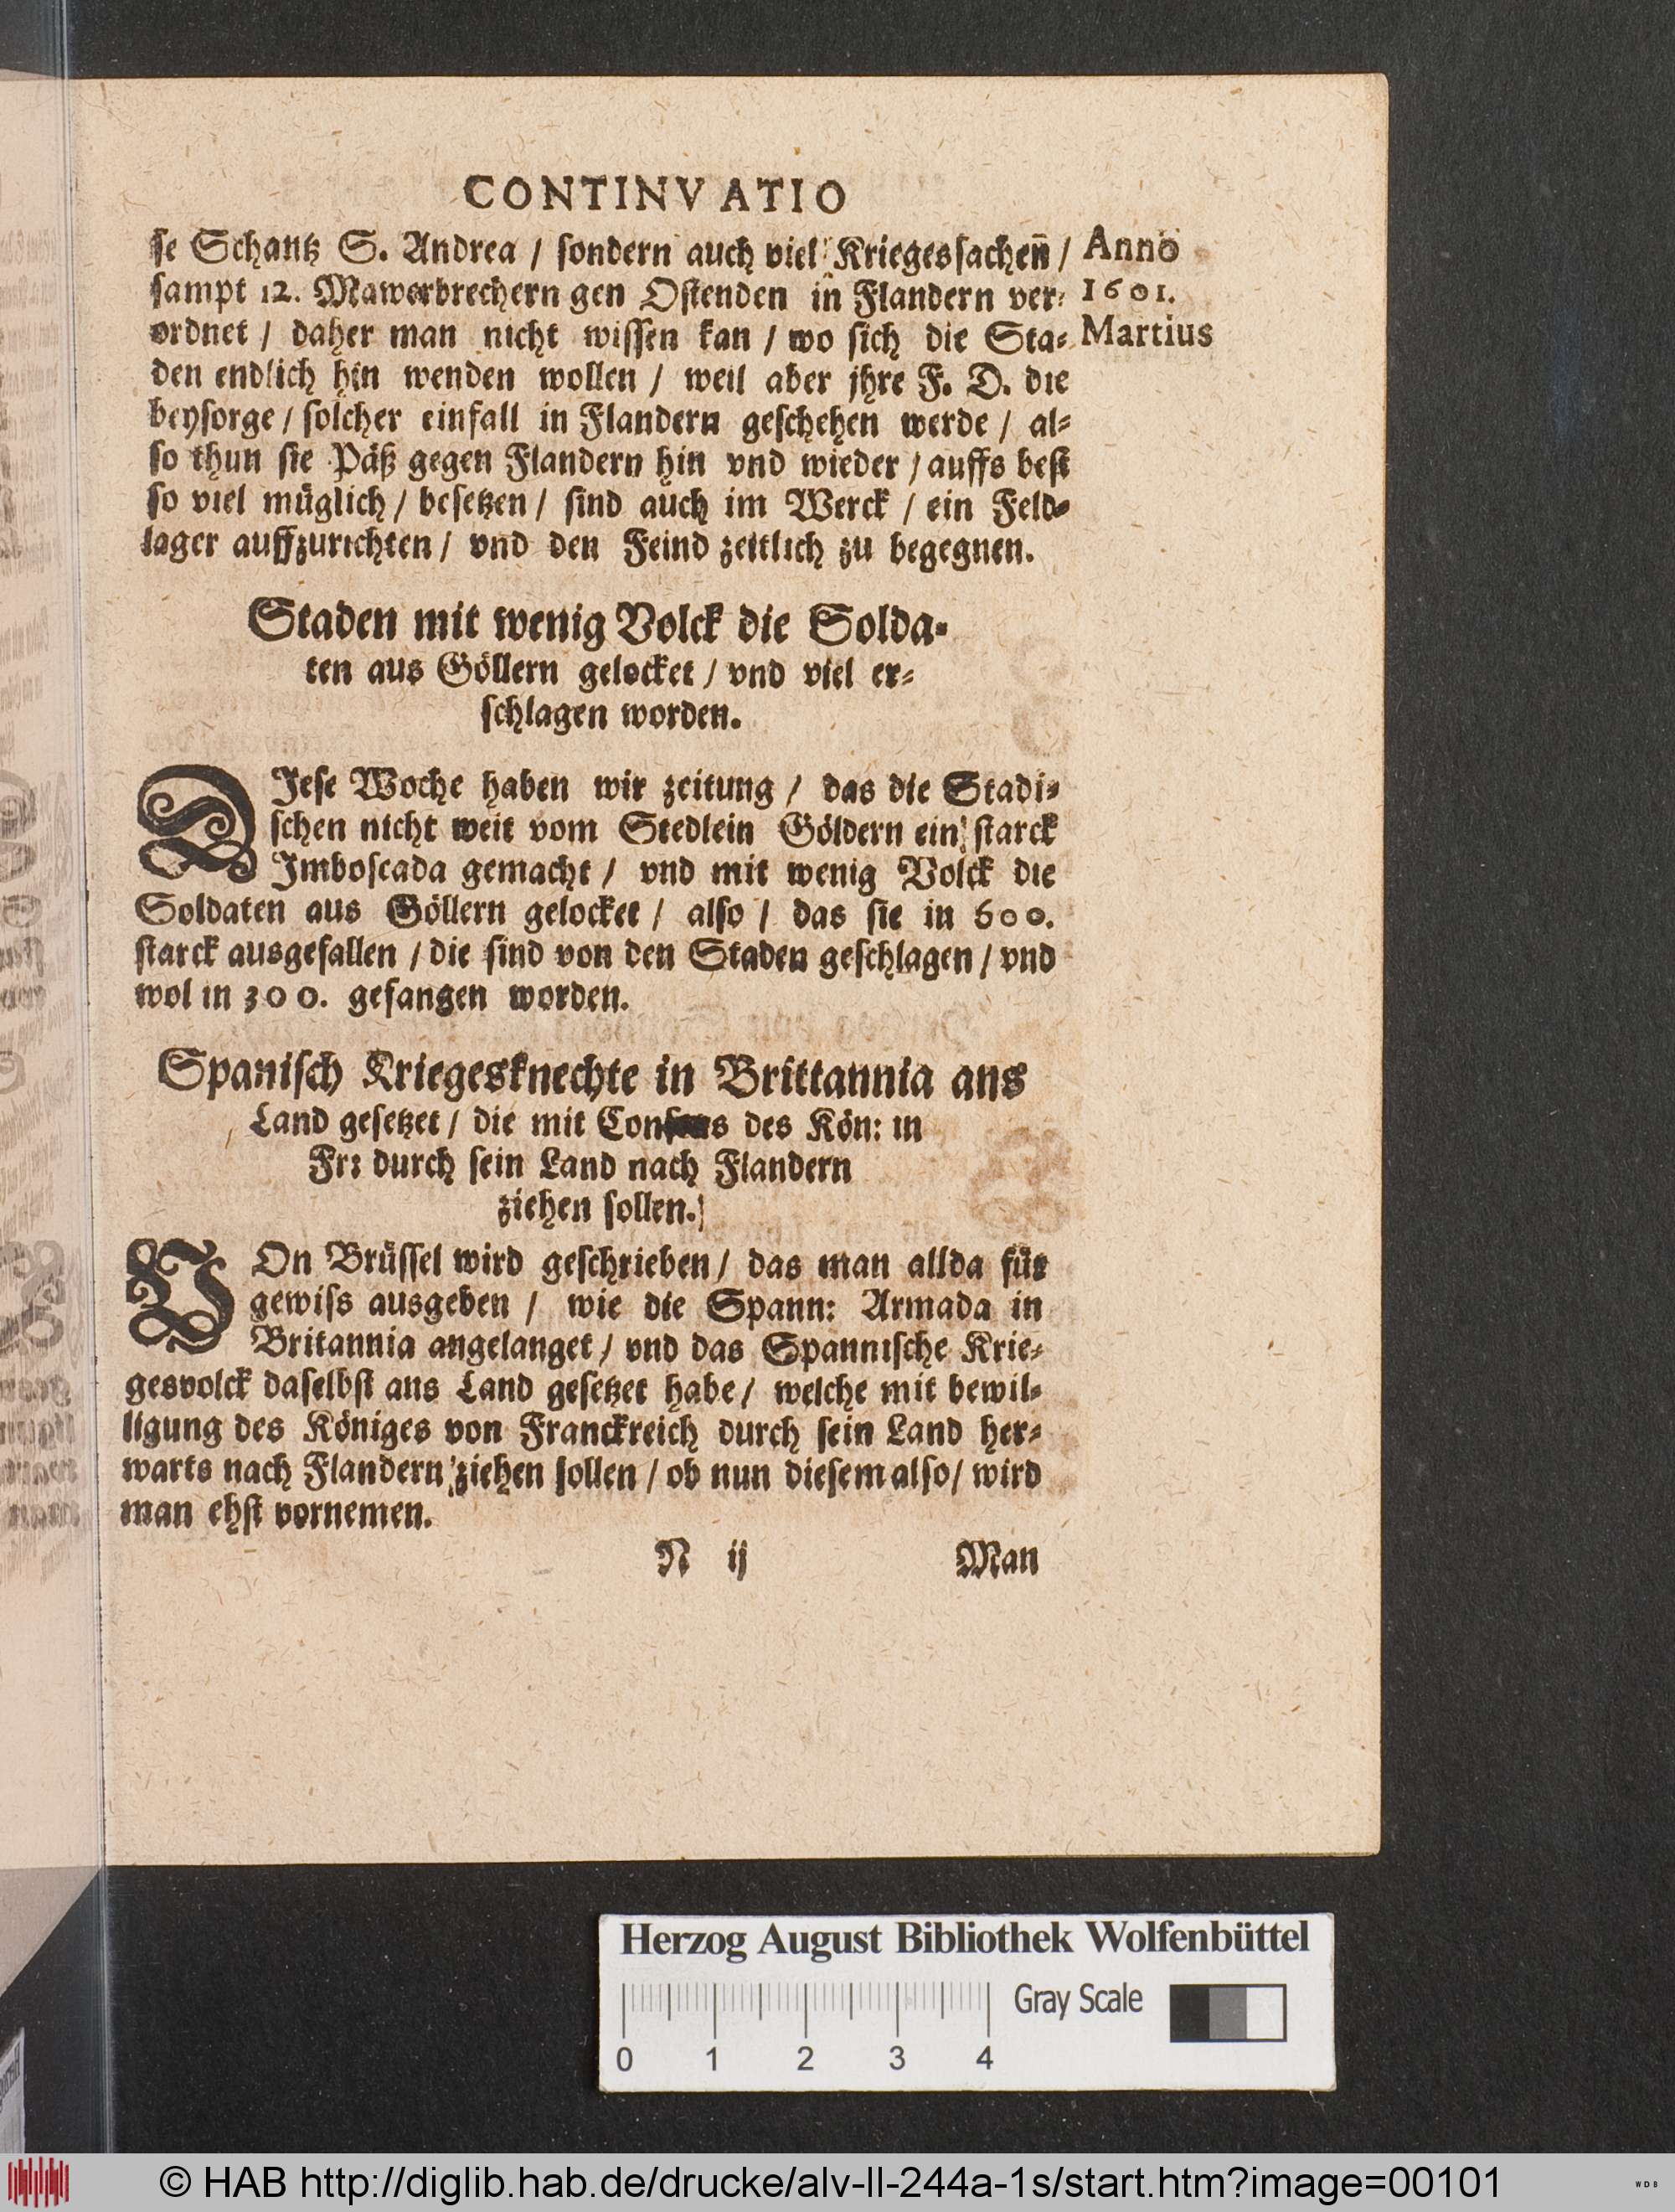 CONTINVATIO
se Schantz S. Andrea / sondern auch viel Kriegessachen̄ /
Anno
sampt 12. Mawerbrechern gen Ostenden in Flandern ver-
1601.
ordnet / daher man nicht wissen kan / wo sich die Sta-
Martius
den endlich hin wenden wollen / weil aber jhre F. D. die
beysorge / solcher einfall in Flandern geschehen werde / al-
so thun sie Päß gegen Flandern hin vnd wieder / auffs best
so viel müglich / besetzen / sind auch im Werck / ein Feld-
lager auffzurichten / vnd den Feind zeitlich zu begegnen.
Staden mit wenig Volck die Solda-
ten aus Göllern gelocket / vnd viel er-
schlagen worden.
DIese Woche haben wir zeitung / das die Stadi-
schen nicht weit vom Stedlein Göldern ein starck
Imboscada gemacht / vnd mit wenig Volck die
Soldaten aus Göllern gelocket / also / das sie in 600.
starck ausgefallen / die sind von den Staden geschlagen / vnd
wol in 300. gefangen worden.
Spanisch Kriegesknechte in Brittannia ans
Land gesetzet / die mit Consens des Kön: in
Fr: durch sein Land nach Flandern
ziehen sollen.
VOn Brüssel wird geschrieben / das man allda für
gewiss ausgeben / wie die Spann: Armada in
Britannia angelanget / vnd das Spannische Krie-
gesvolck daselbst ans Land gesetzet habe / welche mit bewil-
ligung des Königes von Franckreich durch sein Land her-
warts nach Flandern ziehen sollen / ob nun diesem also / wird
man ehst vornemen.
N ij
Man
Herzog August Bibliothek Wolfenbüttel
Gray Scale
0 1 2 3 4
© HAB http://diglib.hab.de/drucke/alv-ll-244a-1s/start.htm?image=00101
WDB